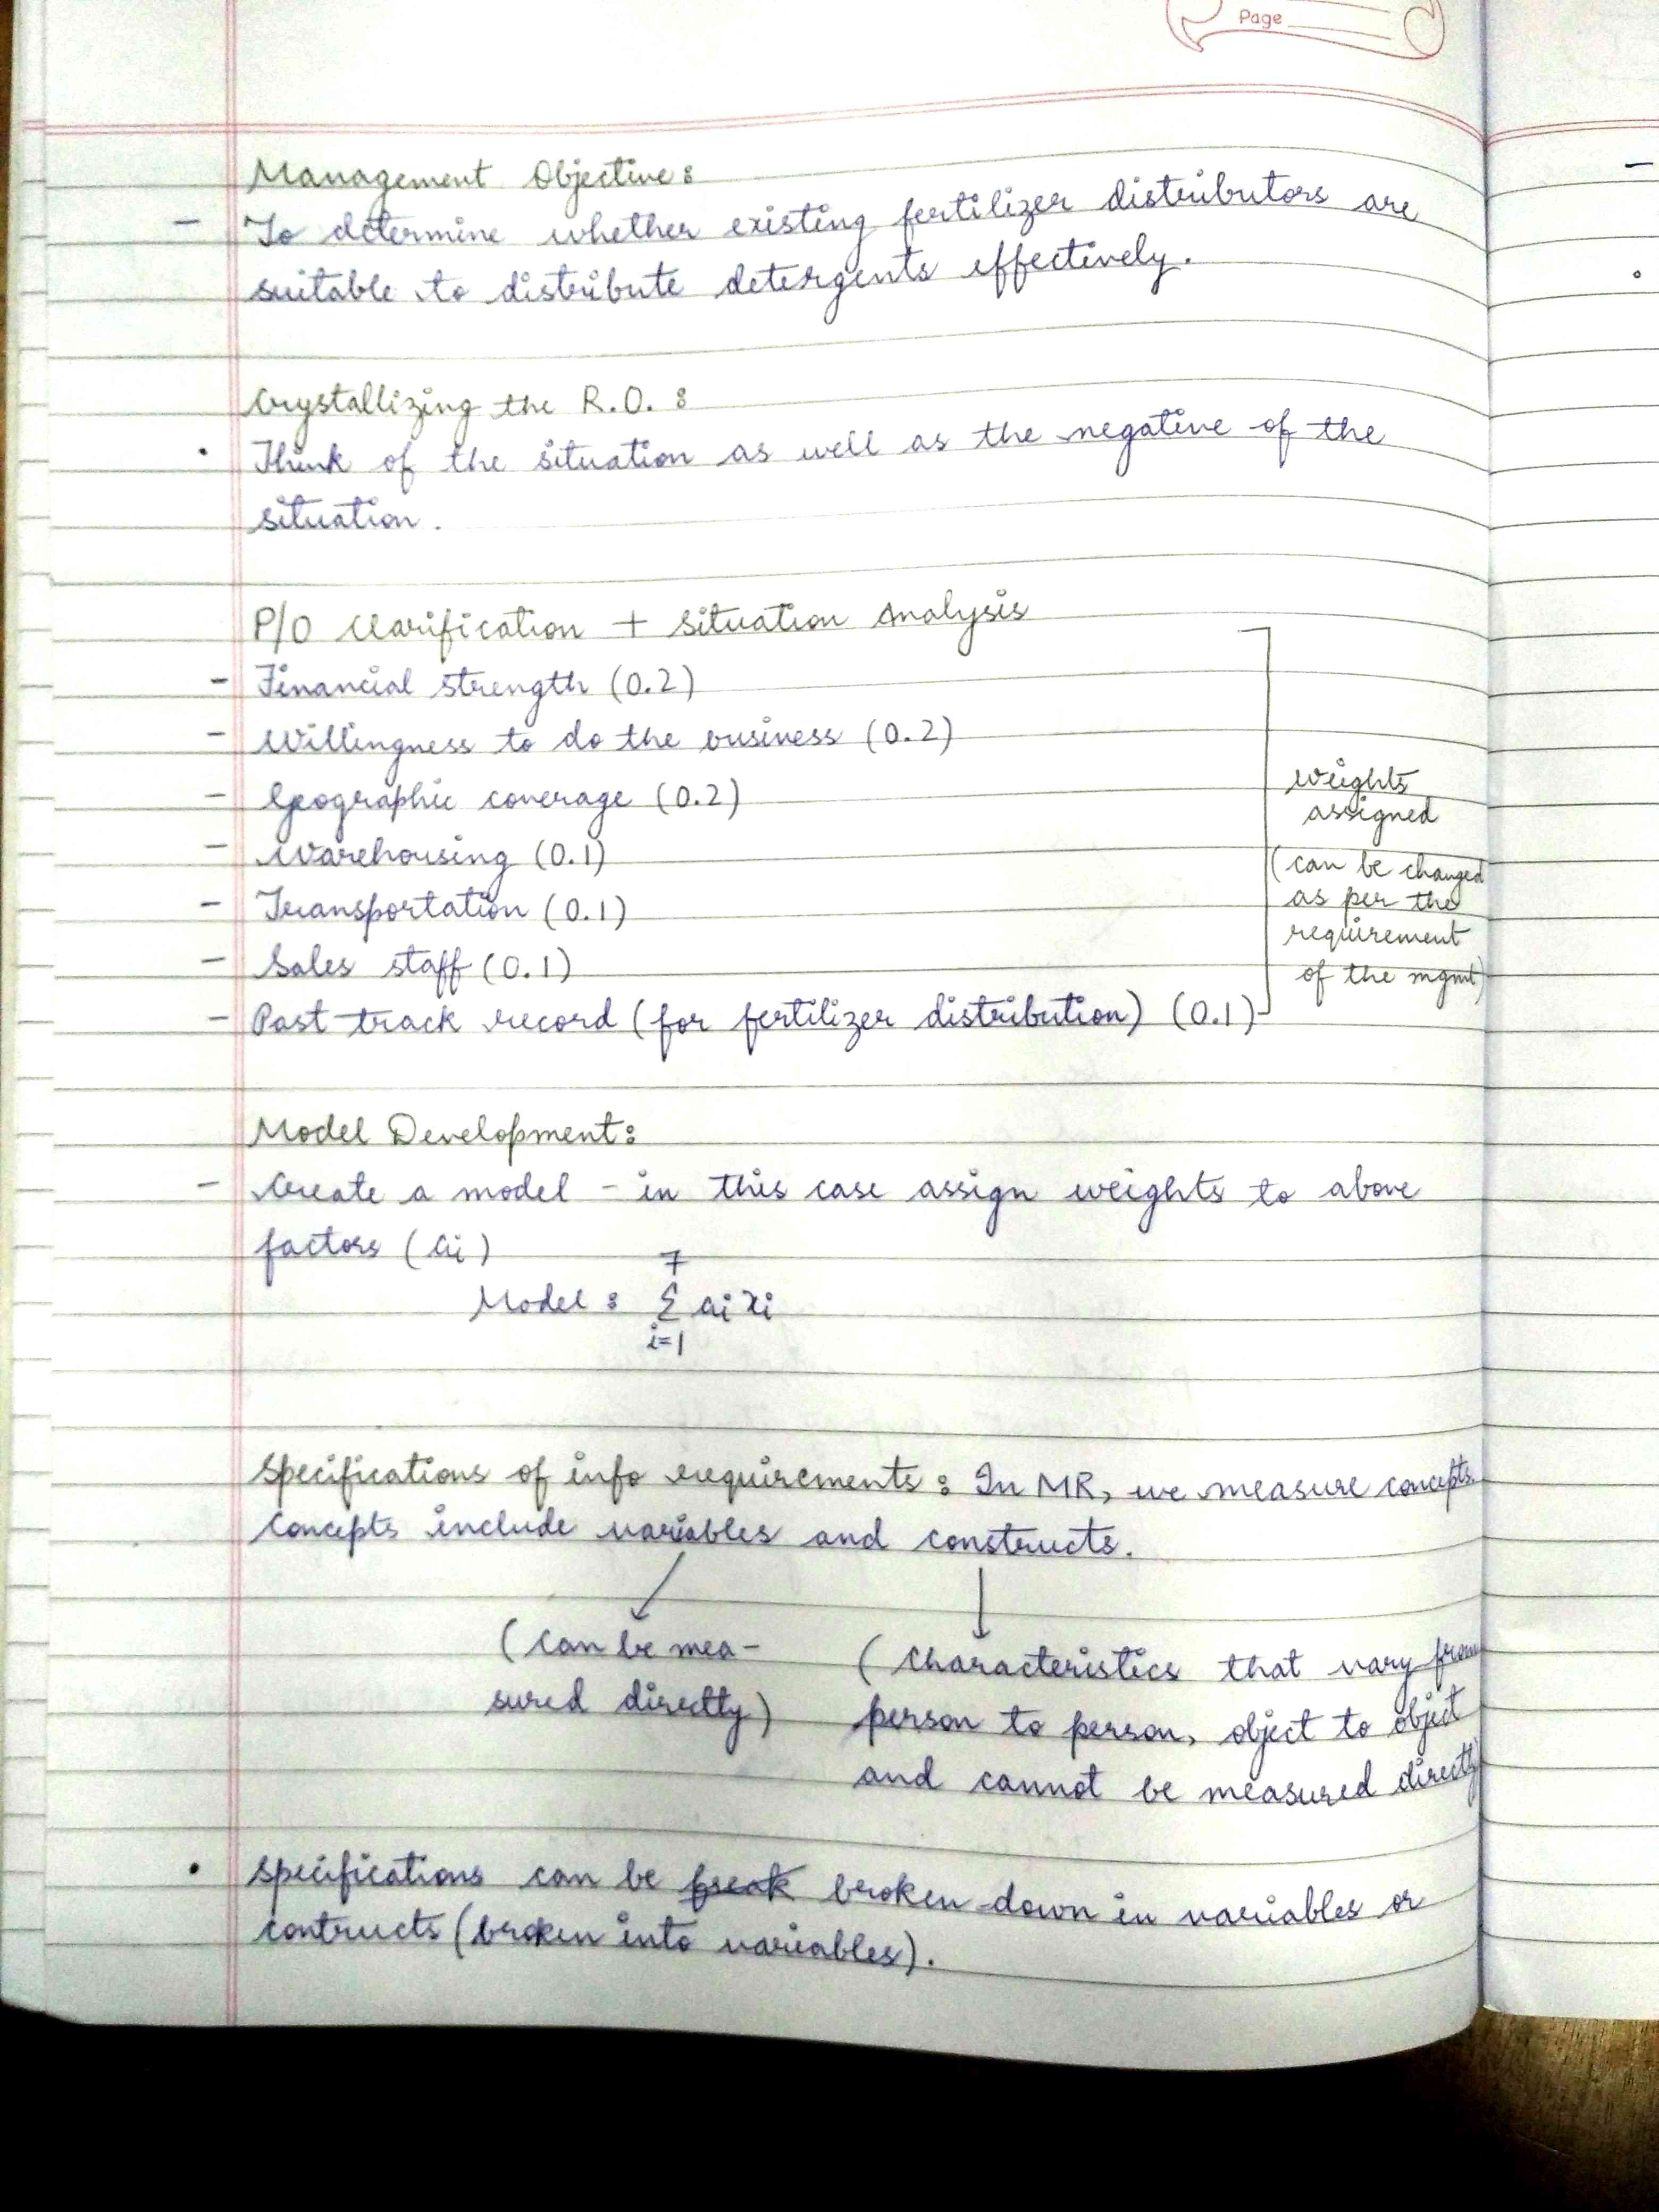 Page
Management Objective :
- To determine whether existing fertilizer distributors are
suitable to distribute detergents effectively.
Crystallizing the R.O. :
• Think of the situation as well as the negative of the
situation.
P/O Clarification + Situation Analysis
- Financial strength (0.2)
- Willingness to do the business (0.2)
- Geographic coverage (0.2)
- Warehousing (0.1)
- Transportation (0.1)
- Sales staff (0.1)
- Past track record (for fertilizer distribution) (0.1)
weights
assigned
(can be changed
as per the
requirement
of the mgmt)
Model Development :
- Create a model - in this case assign weights to above
factors (ai)
7
Model : Σ ai xi
i=1
Specifications of info requirements : In MR, we measure concepts.
Concepts include variables and constructs.
(Can be mea-
sured directly)
(Characteristics that vary from
person to person, object to object
and cannot be measured directly)
• Specifications can be break broken down in variables or
contructs (broken into variables).